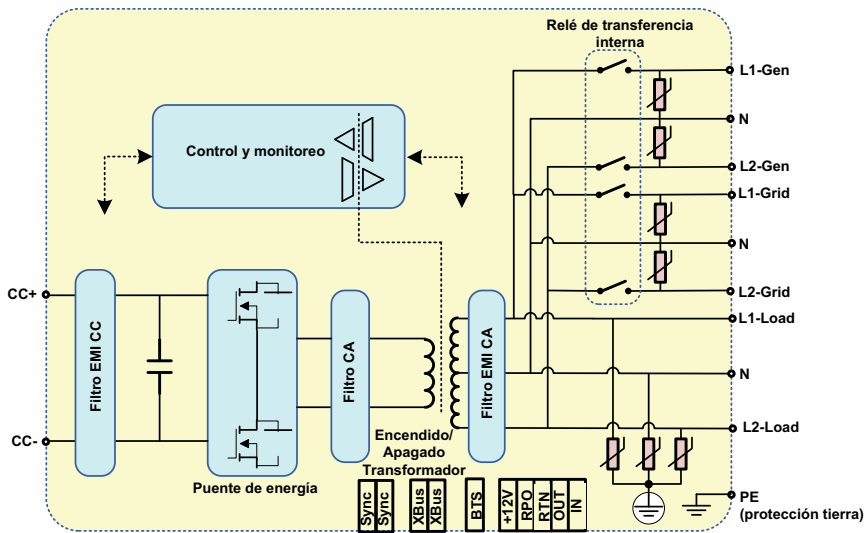 Relé de transferencia
interna
L1-Gen
N
L2-Gen
L1-Grid
N
L2-Grid
L1-Load
N
L2-Load
PE
(protección tierra)
Control y monitoreo
CC+
CC-
Filtro EMI CC
Puente de energía
Filtro CA
Encendido/
Apagado
Transformador
Filtro EMI CA
Sync
Sync
XBus
XBus
BTS
+12V
RPO
RTN
OUT
IN